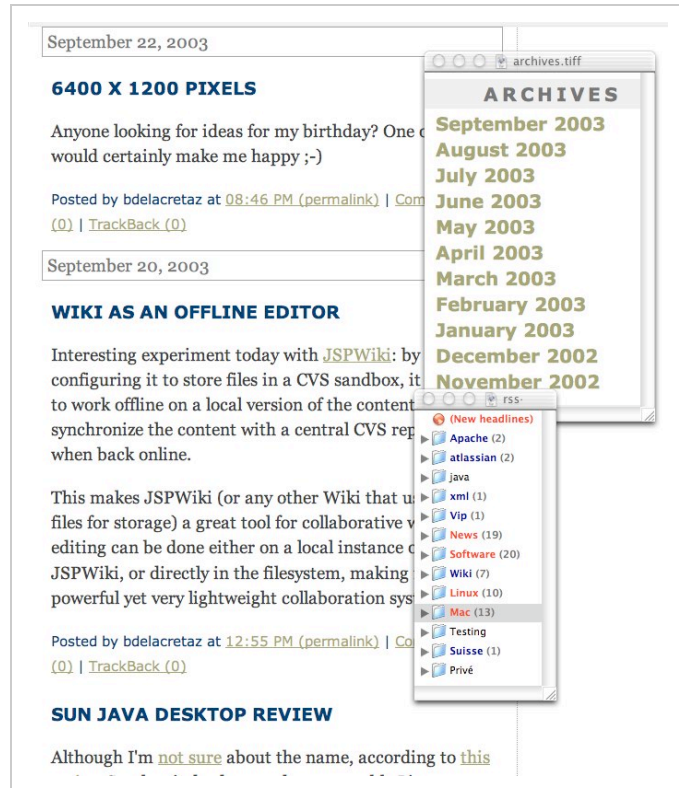 September 22, 2003
6400 X 1200 PIXELS
Anyone looking for ideas for my birthday? One
would certainly make me happy ;-)
Posted by bdelacretaz at 08:46 PM (permalink) |
(0) | TrackBack (0)
September 20, 2003
WIKI AS AN OFFLINE EDITOR
Interesting experiment today with JSPWiki: by
configuring it to store files in a CVS sandbox, it
to work offline on a local version of the content
synchronize the content with a central CVS
when back online.
This makes JSPWiki (or any other Wiki that
files for storage) a great tool for collaborative
editing can be done either on a local instance
JSPWiki, or directly in the filesystem, making
powerful yet very lightweight collaboration
Posted by bdelacretaz at 12:55 PM (permalink) |
(0) | TrackBack (0)
SUN JAVA DESKTOP REVIEW
Although I'm not sure about the name, according to this
archives.tiff
ARCHIVES
September 2003
August 2003
July 2003
June 2003
May 2003
April 2003
March 2003
February 2003
January 2003
December 2002
November 2002
rss-
(New headlines)
Apache (2)
atlassian (2)
java
xml (1)
Vip (1)
News (19)
Software (20)
Wiki (7)
Linux (10)
Mac (13)
Testing
Suisse (1)
Privé